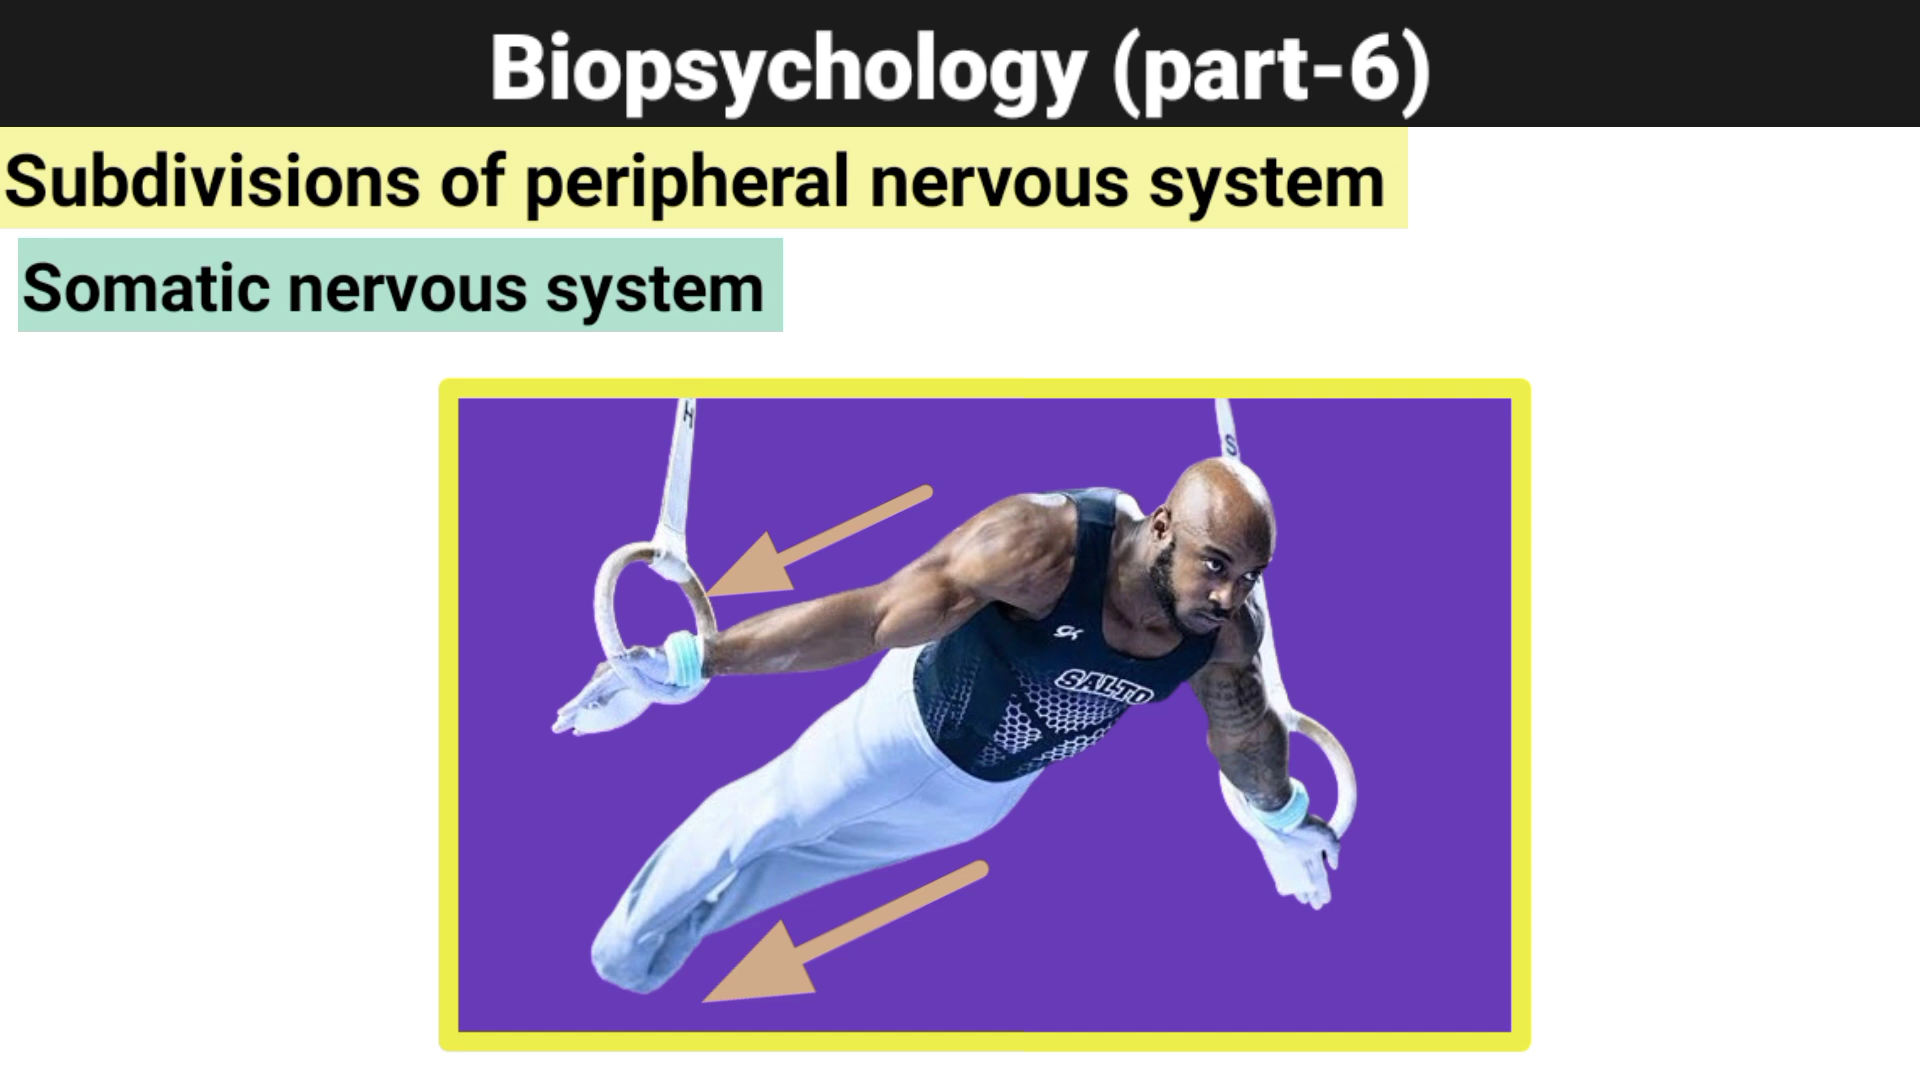 Biopsychology (part-6)
Subdivisions of peripheral nervous system
Somatic nervous system
H
S
GK
SALTO